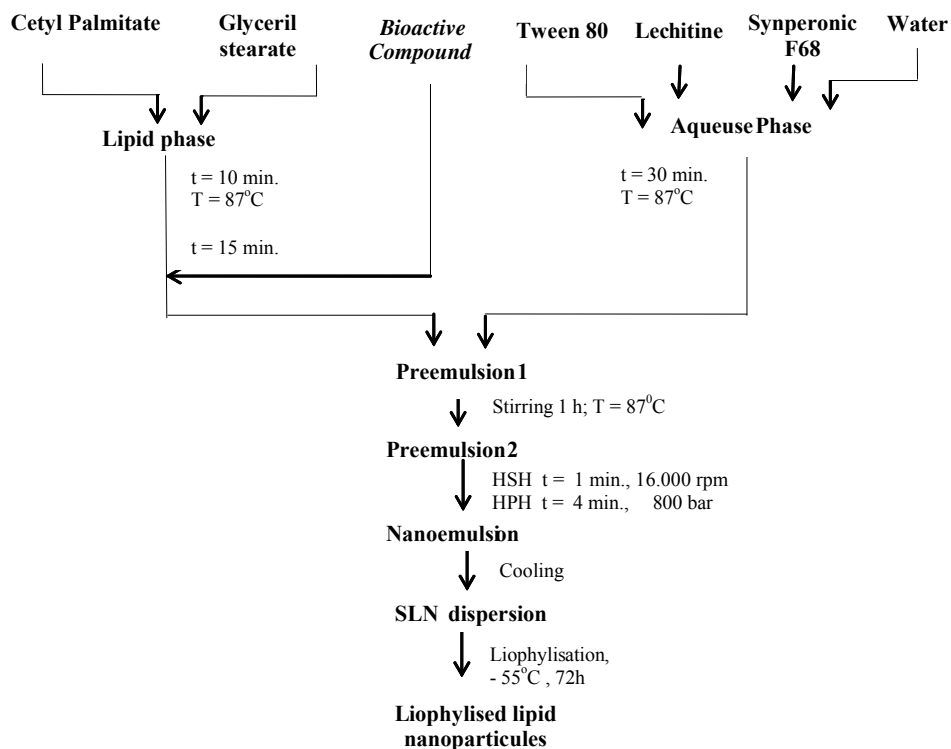 Cetyl Palmitate
Glyceril
stearate
Bioactive
Compound
Tween 80
Lechitine
Synperonic
F68
Water
Lipid phase
Aqueuse Phase
t = 10 min.
T = 87°C
t = 30 min.
T = 87°C
t = 15 min.
Preemulsion 1
Stirring 1 h; T = 87⁰C
Preemulsion 2
HSH t = 1 min., 16.000 rpm
HPH t = 4 min., 800 bar
Nanoemulsion
Cooling
SLN dispersion
Liophylisation,
- 55°C , 72h
Liophylised lipid
nanoparticules